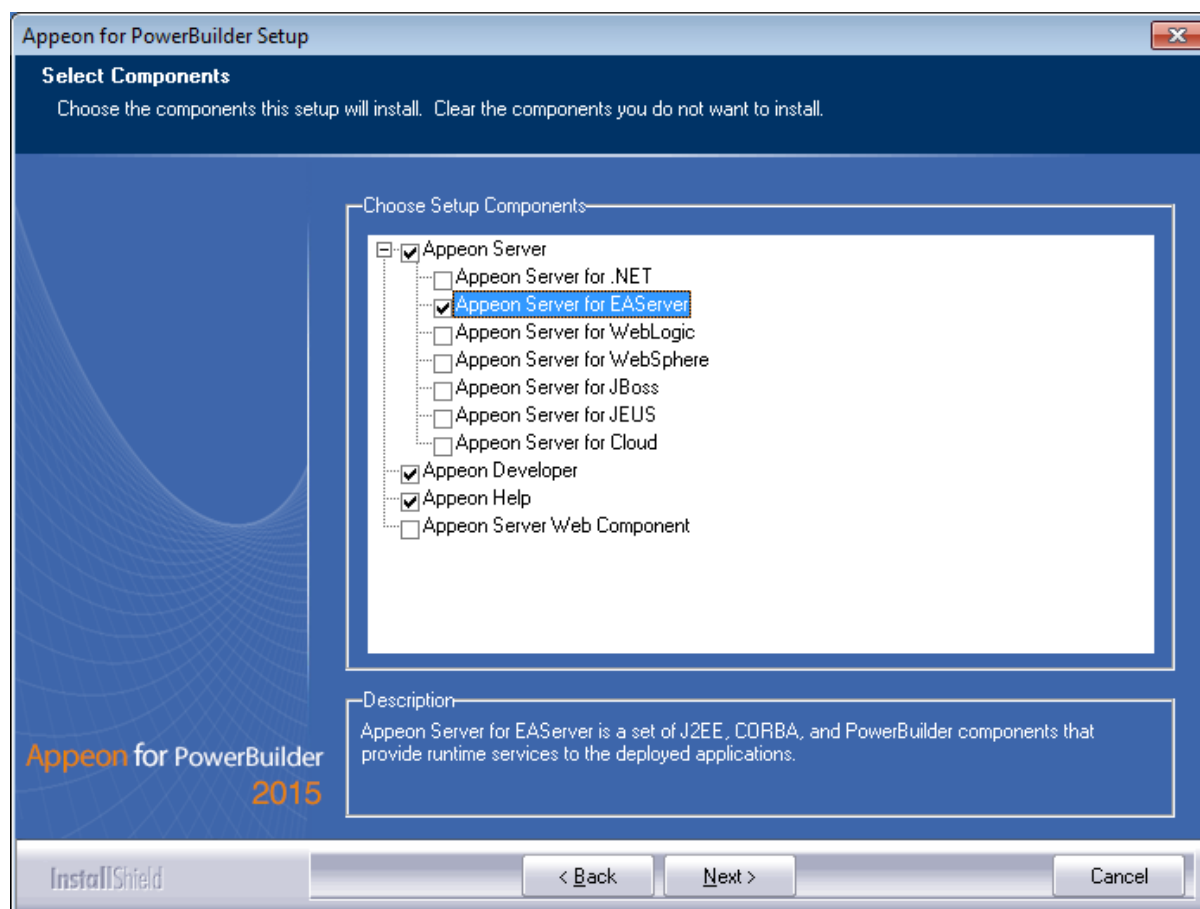 Appeon for PowerBuilder Setup
Select Components
Choose the components this setup will install. Clear the components you do not want to install.
Choose Setup Components
Appeon Server
Appeon Server for .NET
Appeon Server for EAServer
Appeon Server for WebLogic
Appeon Server for WebSphere
Appeon Server for JBoss
Appeon Server for JEUS
Appeon Server for Cloud
Appeon Developer
Appeon Help
Appeon Server Web Component
Description
Appeon Server for EAServer is a set of J2EE, CORBA, and PowerBuilder components that
provide runtime services to the deployed applications.
Appeon for PowerBuilder
2015
InstallShield
< Back
Next >
Cancel